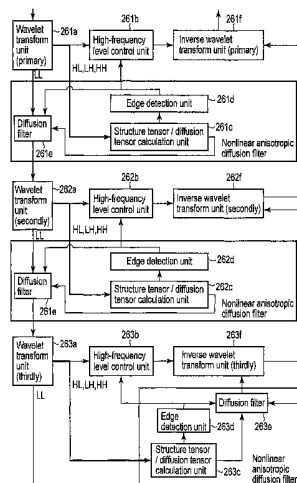 261a
261b
261f
Wavelet
transform unit
(primary)
High-frequency
level control unit
Inverse wavelet
transform unit (primary)
LL
HL,LH,HH
Edge detection unit
261d
Diffusion
filter
261e
Structure tensor / diffusion
tensor calculation unit
261c
Nonlinear anisotropic
diffusion filter
262a
262b
262f
Wavelet
transform
unit
(secondly)
High-frequency
level control unit
Inverse wavelet
transform unit (secondly)
LL
HL,LH,HH
Edge detection unit
262d
Diffusion
filter
261e
Structure tensor / diffusion
tensor calculation unit
262c
Nonlinear anisotropic
diffusion filter
263a
263b
263f
Wavelet
transform
unit
(thirdly)
High-frequency
level control unit
Inverse wavelet
transform unit (thirdly)
LL
HL,LH,HH
Diffusion filter
263e
Edge
detection unit
263d
Structure tensor
/ diffusion tensor
calculation unit
263c
Nonlinear
anisotropic
diffusion filter